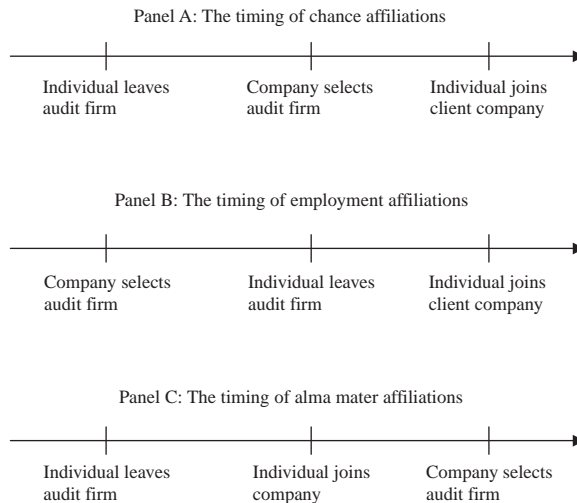 Panel A: The timing of chance affiliations
Individual leaves Company selects Individual joins
audit firm audit firm client company
Panel B: The timing of employment affiliations
Company selects Individual leaves Individual joins
audit firm audit firm client company
Panel C: The timing of alma mater affiliations
Individual leaves Individual joins Company selects
audit firm company audit firm